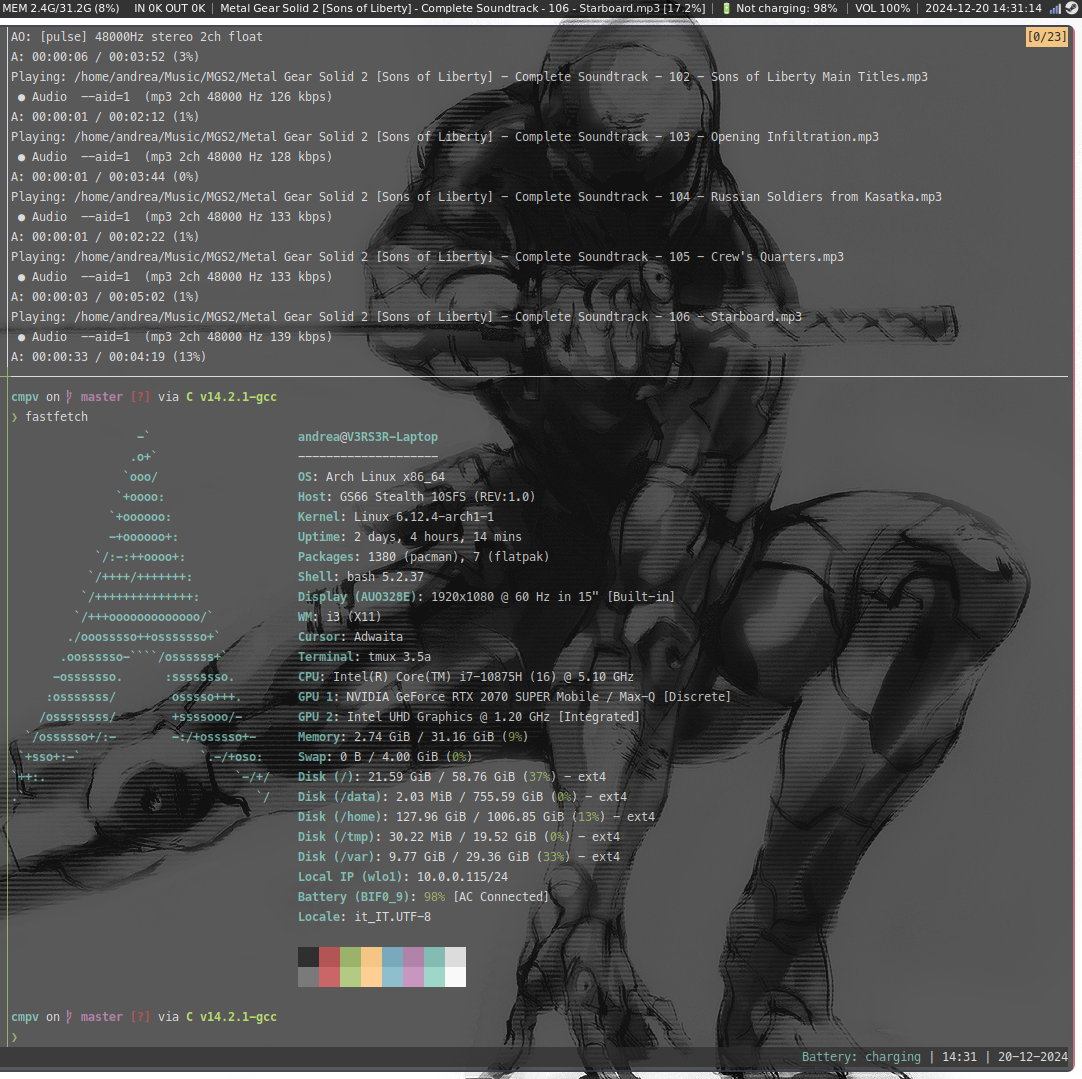 MEM 2.4G/31.2G (8%) IN 0K OUT 0K | Metal Gear Solid 2 [Sons of Liberty] - Complete Soundtrack - 106 - Starboard.mp3 [17.2%] | Not charging: 98% | VOL 100% | 2024-12-20 14:31:14
AO: [pulse] 48000Hz stereo 2ch float [0/23]
A: 00:00:06 / 00:03:52 (3%)
Playing: /home/andrea/Music/MGS2/Metal Gear Solid 2 [Sons of Liberty] – Complete Soundtrack – 102 – Sons of Liberty Main Titles.mp3
● Audio --aid=1 (mp3 2ch 48000 Hz 126 kbps)
A: 00:00:01 / 00:02:12 (1%)
Playing: /home/andrea/Music/MGS2/Metal Gear Solid 2 [Sons of Liberty] – Complete Soundtrack – 103 – Opening Infiltration.mp3
● Audio --aid=1 (mp3 2ch 48000 Hz 128 kbps)
A: 00:00:01 / 00:03:44 (0%)
Playing: /home/andrea/Music/MGS2/Metal Gear Solid 2 [Sons of Liberty] – Complete Soundtrack – 104 – Russian Soldiers from Kasatka.mp3
● Audio --aid=1 (mp3 2ch 48000 Hz 133 kbps)
A: 00:00:01 / 00:02:22 (1%)
Playing: /home/andrea/Music/MGS2/Metal Gear Solid 2 [Sons of Liberty] – Complete Soundtrack – 105 – Crew's Quarters.mp3
● Audio --aid=1 (mp3 2ch 48000 Hz 133 kbps)
A: 00:00:03 / 00:05:02 (1%)
Playing: /home/andrea/Music/MGS2/Metal Gear Solid 2 [Sons of Liberty] – Complete Soundtrack – 106 – Starboard.mp3
● Audio --aid=1 (mp3 2ch 48000 Hz 139 kbps)
A: 00:00:33 / 00:04:19 (13%)
cmpv on master [?] via C v14.2.1-gcc
❯ fastfetch
andrea@V3RS3R-Laptop
--------------------
OS: Arch Linux x86_64
Host: GS66 Stealth 10SFS (REV:1.0)
Kernel: Linux 6.12.4-arch1-1
Uptime: 2 days, 4 hours, 14 mins
Packages: 1380 (pacman), 7 (flatpak)
Shell: bash 5.2.37
Display (AUO328E): 1920x1080 @ 60 Hz in 15" [Built-in]
WM: i3 (X11)
Cursor: Adwaita
Terminal: tmux 3.5a
CPU: Intel(R) Core(TM) i7-10875H (16) @ 5.10 GHz
GPU 1: NVIDIA GeForce RTX 2070 SUPER Mobile / Max-Q [Discrete]
GPU 2: Intel UHD Graphics @ 1.20 GHz [Integrated]
Memory: 2.74 GiB / 31.16 GiB (9%)
Swap: 0 B / 4.00 GiB (0%)
Disk (/): 21.59 GiB / 58.76 GiB (37%) - ext4
Disk (/data): 2.03 MiB / 755.59 GiB (0%) - ext4
Disk (/home): 127.96 GiB / 1006.85 GiB (13%) - ext4
Disk (/tmp): 30.22 MiB / 19.52 GiB (0%) - ext4
Disk (/var): 9.77 GiB / 29.36 GiB (33%) - ext4
Local IP (wlo1): 10.0.0.115/24
Battery (BIF0_9): 98% [AC Connected]
Locale: it_IT.UTF-8
cmpv on master [?] via C v14.2.1-gcc
❯
Battery: charging | 14:31 | 20-12-2024